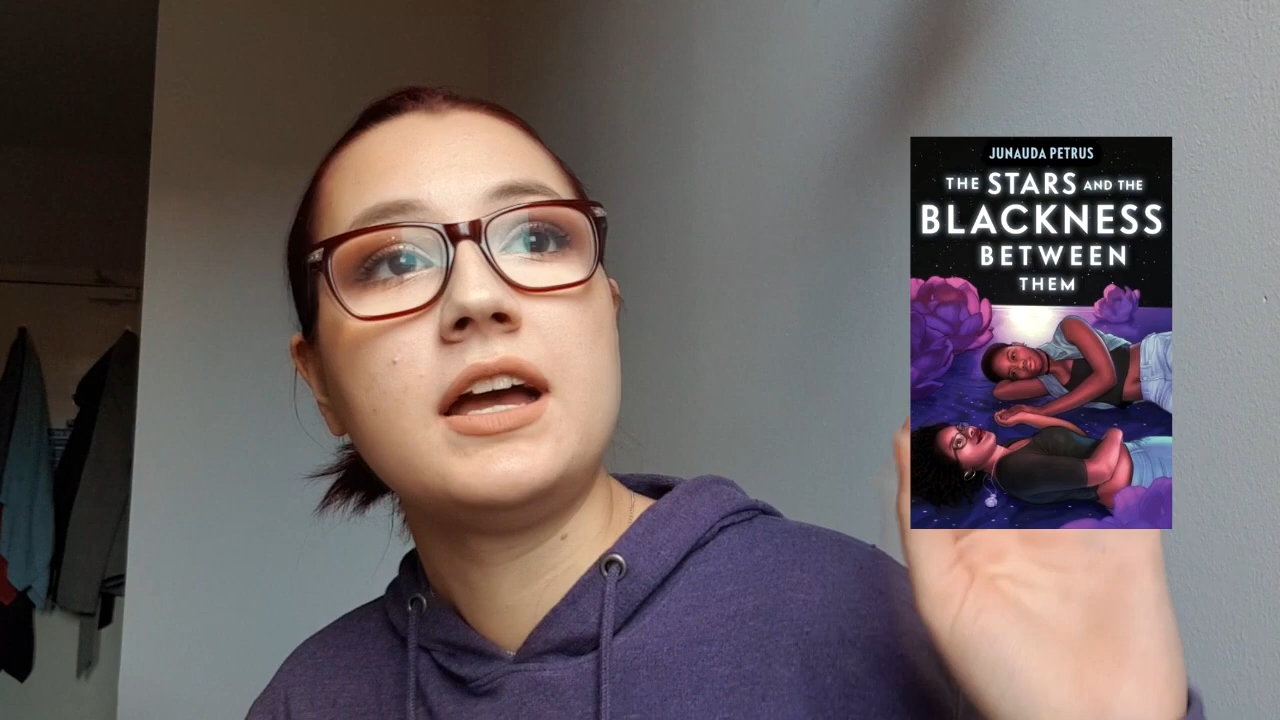 JUNAUDA PETRUS
THE STARS AND THE
BLACKNESS
BETWEEN
THEM